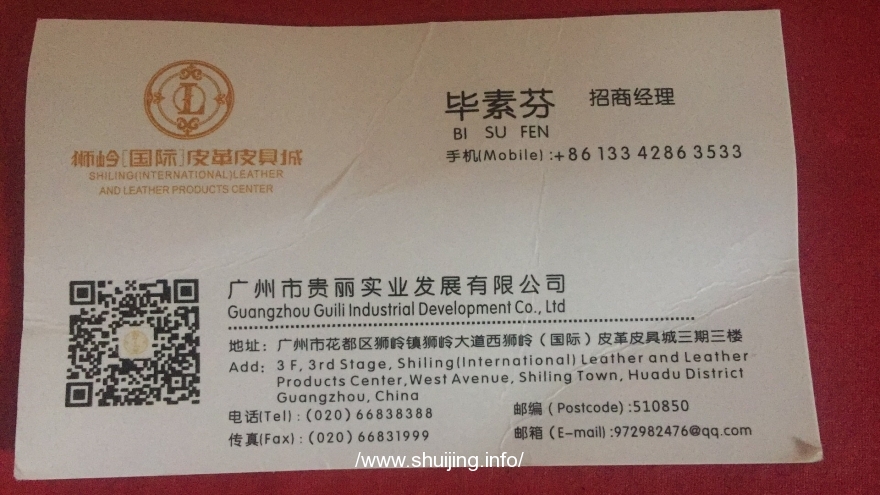 L
狮岭[国际]皮革皮具城
SHILING(INTERNATIONAL)LEATHER
AND LEATHER PRODUCTS CENTER
毕素芬 招商经理
BI SU FEN
手机(Mobile) :+86 133 4286 3533
广州市贵丽实业发展有限公司
Guangzhou Guili Industrial Development Co., Ltd
地址: 广州市花都区狮岭镇狮岭大道西狮岭(国际)皮革皮具城三期三楼
Add: 3 F, 3rd Stage, Shiling(International) Leather and Leather
Products Center,West Avenue, Shiling Town, Huadu District
Guangzhou, China
电话(Tel) : (020) 66838388 邮编 (Postcode) :510850
传真(Fax) : (020) 66831999 邮箱 (E-mail) :972982476@qq.com
/www.shuijing.info/